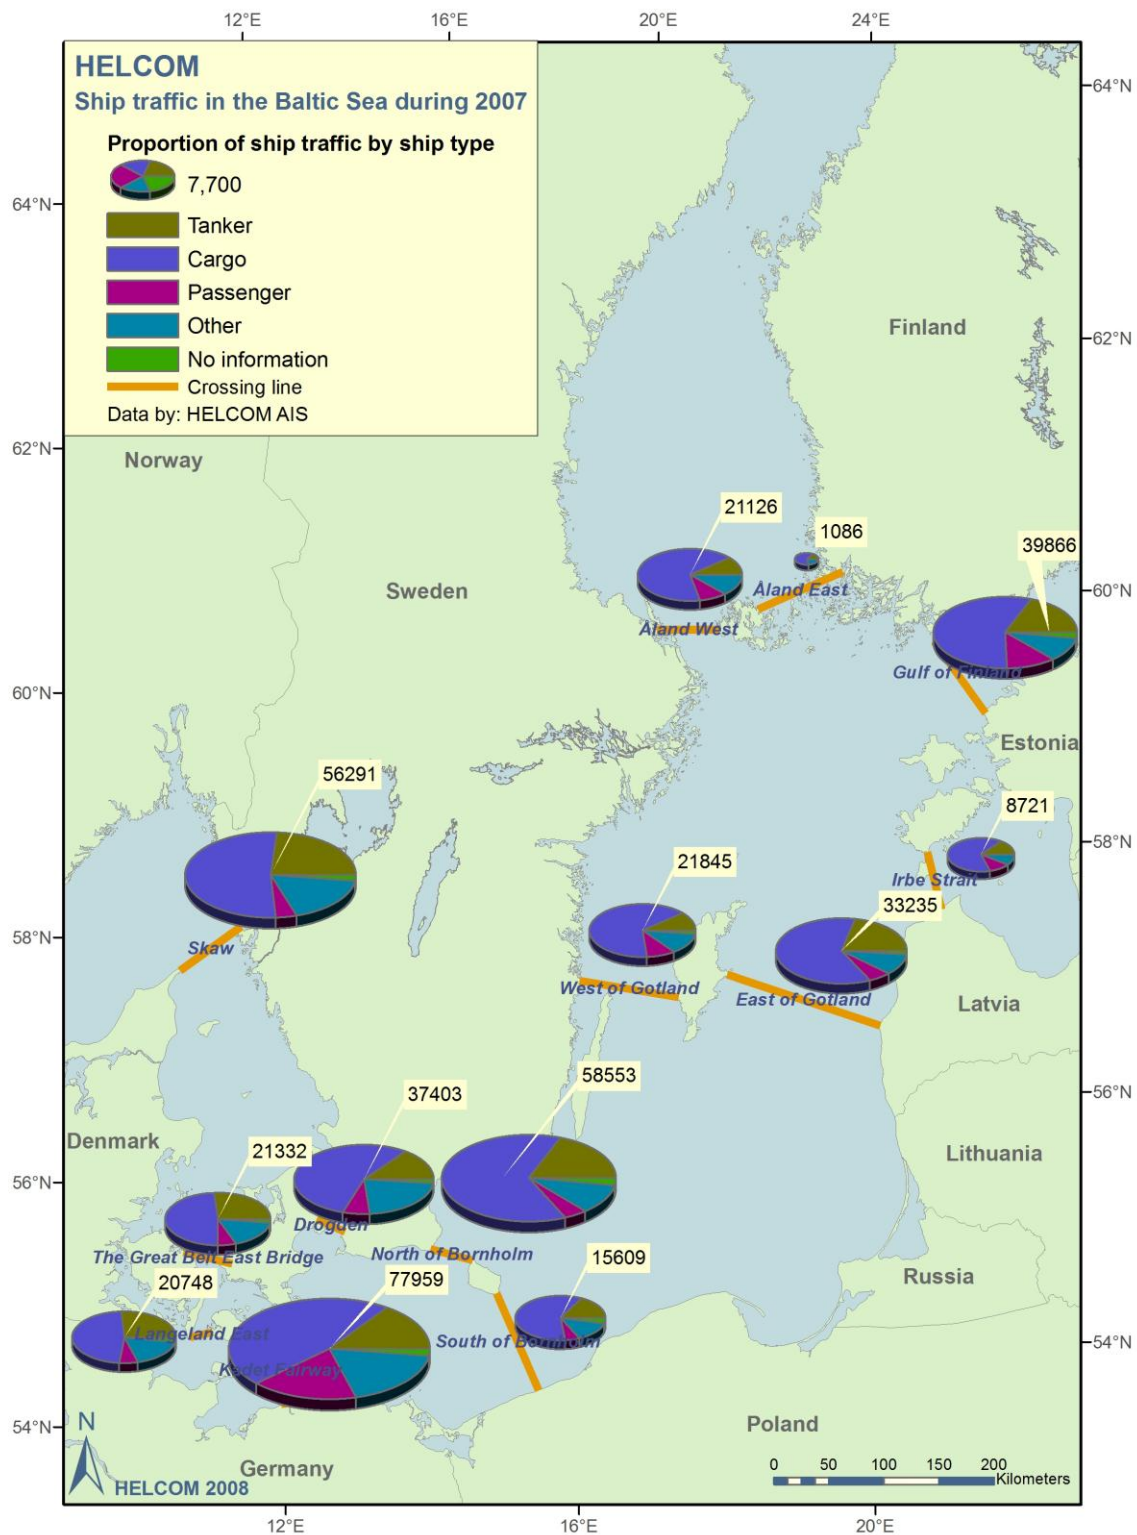 12°E 16°E 20°E 24°E
HELCOM
Ship traffic in the Baltic Sea during 2007
Proportion of ship traffic by ship type
7,700
Tanker
Cargo
Passenger
Other
No information
Crossing line
Data by: HELCOM AIS
64°N
64°N
62°N
62°N
60°N
60°N
58°N
58°N
56°N
56°N
54°N
54°N
Norway
Finland
Sweden
21126
1086
39866
Åland East
Åland West
Gulf of Finland
Estonia
56291
8721
21845
Irbe Strait
33235
Skaw
West of Gotland
East of Gotland
Latvia
58553
37403
Denmark
21332
Lithuania
Drogden
North of Bornholm
The Great Belt East Bridge
15609
77959
20748
Russia
Langeland East
South of Bornholm
Kadet Fairway
N
Poland
Germany
HELCOM 2008
0 50 100 150 200
Kilometers
12°E 16°E 20°E